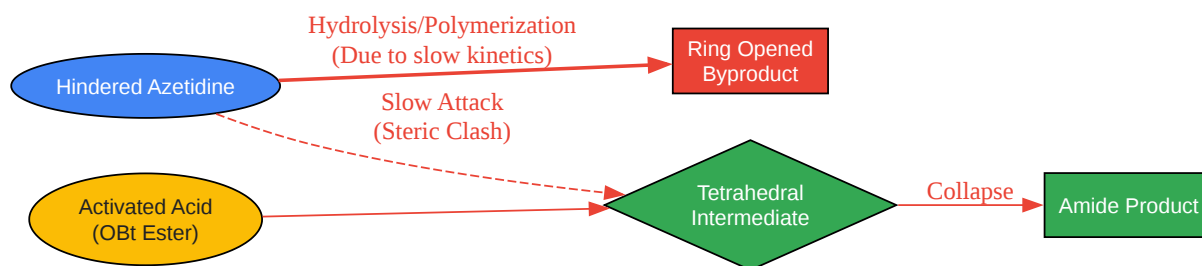 Hydrolysis/Polymerization
(Due to slow kinetics)
Ring Opened
Byproduct
Hindered Azetidine
Slow Attack
(Steric Clash)
Activated Acid
(OBt Ester)
Tetrahedral
Intermediate
Collapse
Amide Product